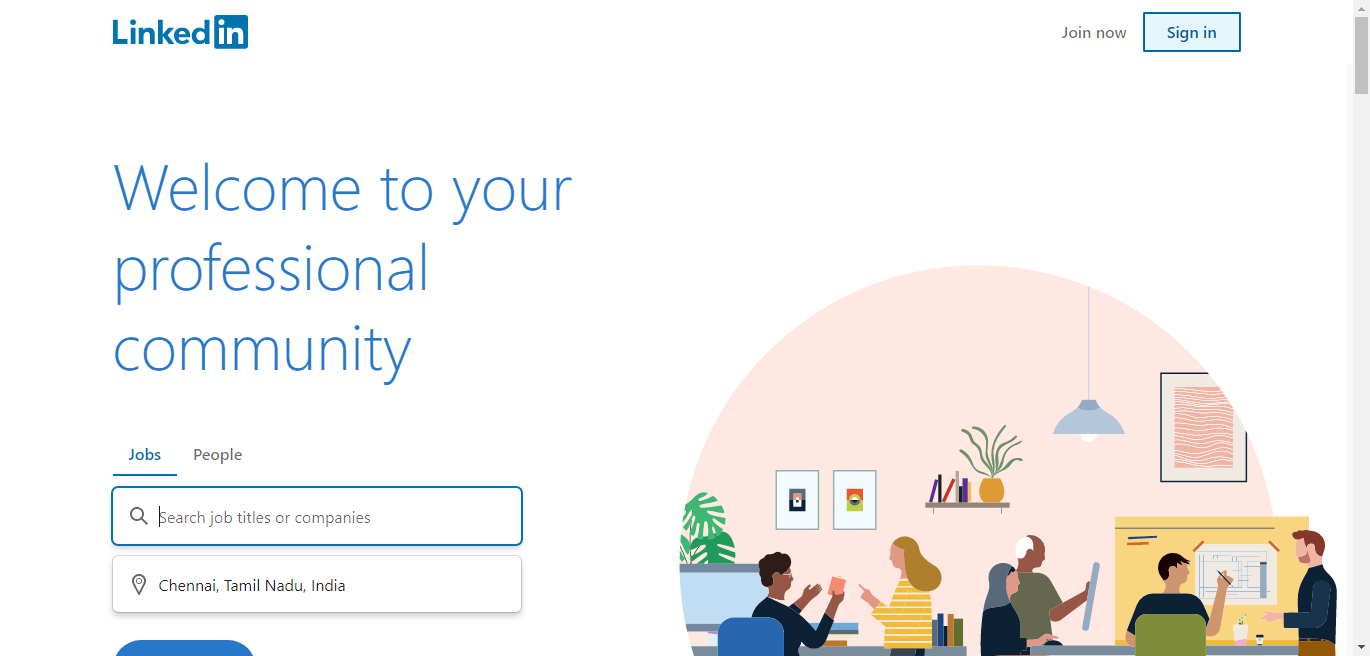 LinkedIn
Join now
Sign in
Welcome to your
professional
community
Jobs
People
Search job titles or companies
Chennai, Tamil Nadu, India